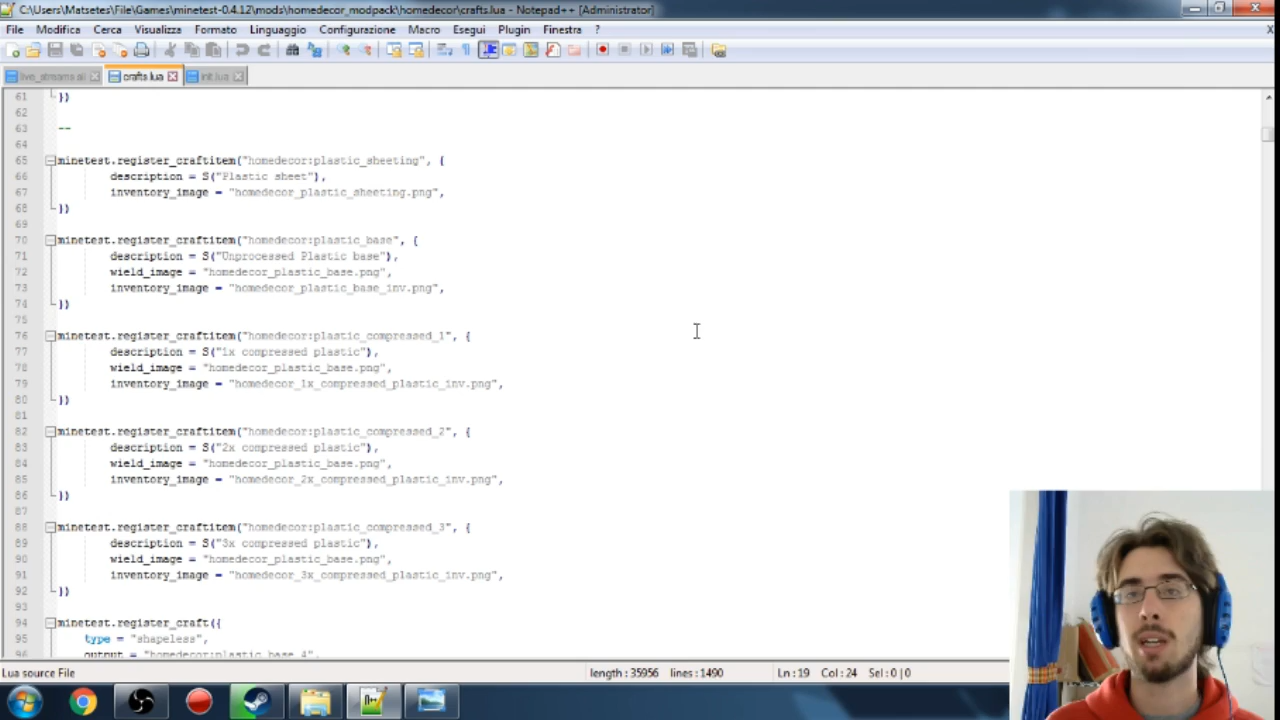 C:\Users\Matsetes\File\Games\minetest-0.4.12\mods\homedecor_modpack\homedecor\crafts.lua - Notepad++ [Administrator]
File Modifica Cerca Visualizza Formato Linguaggio Configurazione Macro Esegui Plugin Finestra ? X
crafts.lua init.lua
61 })
62
63 --
64
65 minetest.register_craftitem("homedecor:plastic_sheeting", {
66 description = S("Plastic sheet"),
67 inventory_image = "homedecor_plastic_sheeting.png",
68 })
69
70 minetest.register_craftitem("homedecor:plastic_base", {
71 description = S("Unprocessed Plastic base"),
72 wield_image = "homedecor_plastic_base.png",
73 inventory_image = "homedecor_plastic_base_inv.png",
74 })
75
76 minetest.register_craftitem("homedecor:plastic_compressed_1", {
77 description = S("1x compressed plastic"),
78 wield_image = "homedecor_plastic_base.png",
79 inventory_image = "homedecor_1x_compressed_plastic_inv.png",
80 })
81
82 minetest.register_craftitem("homedecor:plastic_compressed_2", {
83 description = S("2x compressed plastic"),
84 wield_image = "homedecor_plastic_base.png",
85 inventory_image = "homedecor_2x_compressed_plastic_inv.png",
86 })
87
88 minetest.register_craftitem("homedecor:plastic_compressed_3", {
89 description = S("3x compressed plastic"),
90 wield_image = "homedecor_plastic_base.png",
91 inventory_image = "homedecor_3x_compressed_plastic_inv.png",
92 })
93
94 minetest.register_craft({
95 type = "shapeless",
96 output = "homedecor:plastic_base 4",
Lua source File length : 35956 lines : 1490 Ln : 19 Col : 24 Sel : 0 | 0